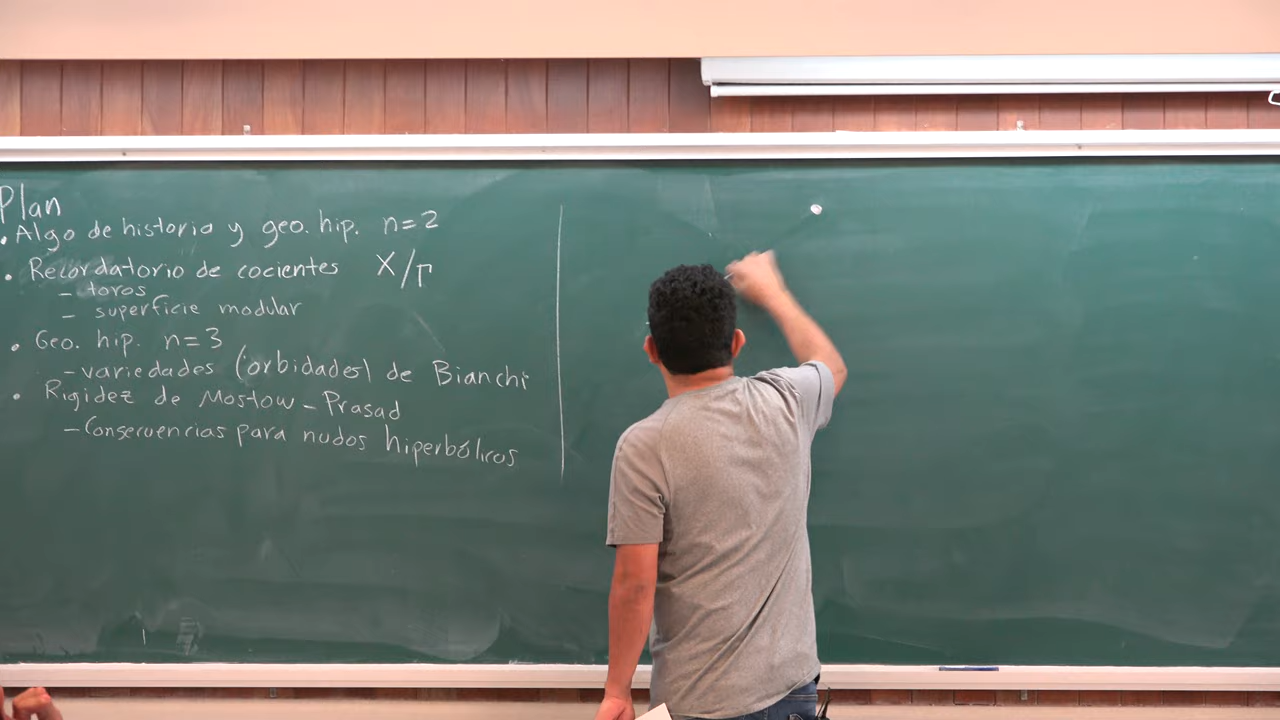 Plan
• Algo de historia y geo. hip. n=2
• Recordatorio de cocientes X/Γ
– toros
– superficie modular
• Geo. hip. n=3
– variedades (orbidades) de Bianchi
• Rigidez de Mostow – Prasad
– Consecuencias para nudos hiperbólicos